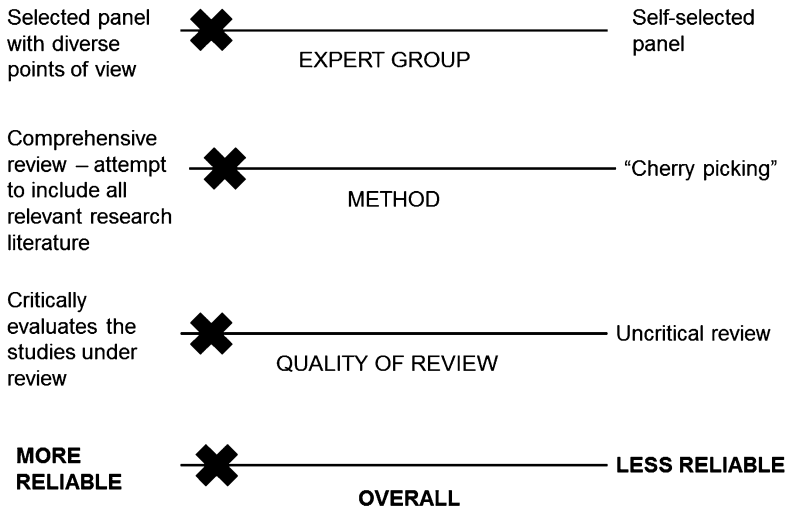 Selected panel
with diverse
points of view
Self-selected
panel
EXPERT GROUP
Comprehensive
review – attempt
to include all
relevant research
literature
“Cherry picking”
METHOD
Critically
evaluates the
studies under
review
Uncritical review
QUALITY OF REVIEW
MORE
RELIABLE
LESS RELIABLE
OVERALL